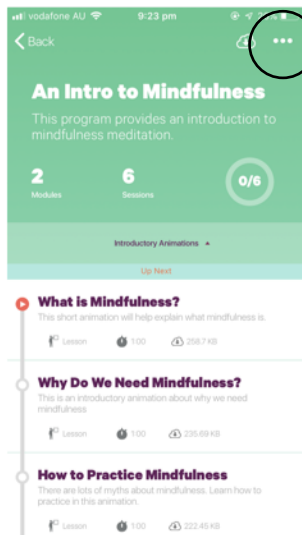 vodafone AU 9:23 pm
Back
An Intro to Mindfulness
This program provides an introduction to
mindfulness meditation.
2 6 0/6
Modules Sessions
Introductory Animations
Up Next
What is Mindfulness?
This short animation will help explain what mindfulness is.
Lesson 1:00 258.7 KB
Why Do We Need Mindfulness?
This is an introductory animation about why we need
mindfulness
Lesson 1:00 235.69 KB
How to Practice Mindfulness
There are lots of myths about mindfulness. Learn how to
practice in this animation.
Lesson 1:00 222.45 KB